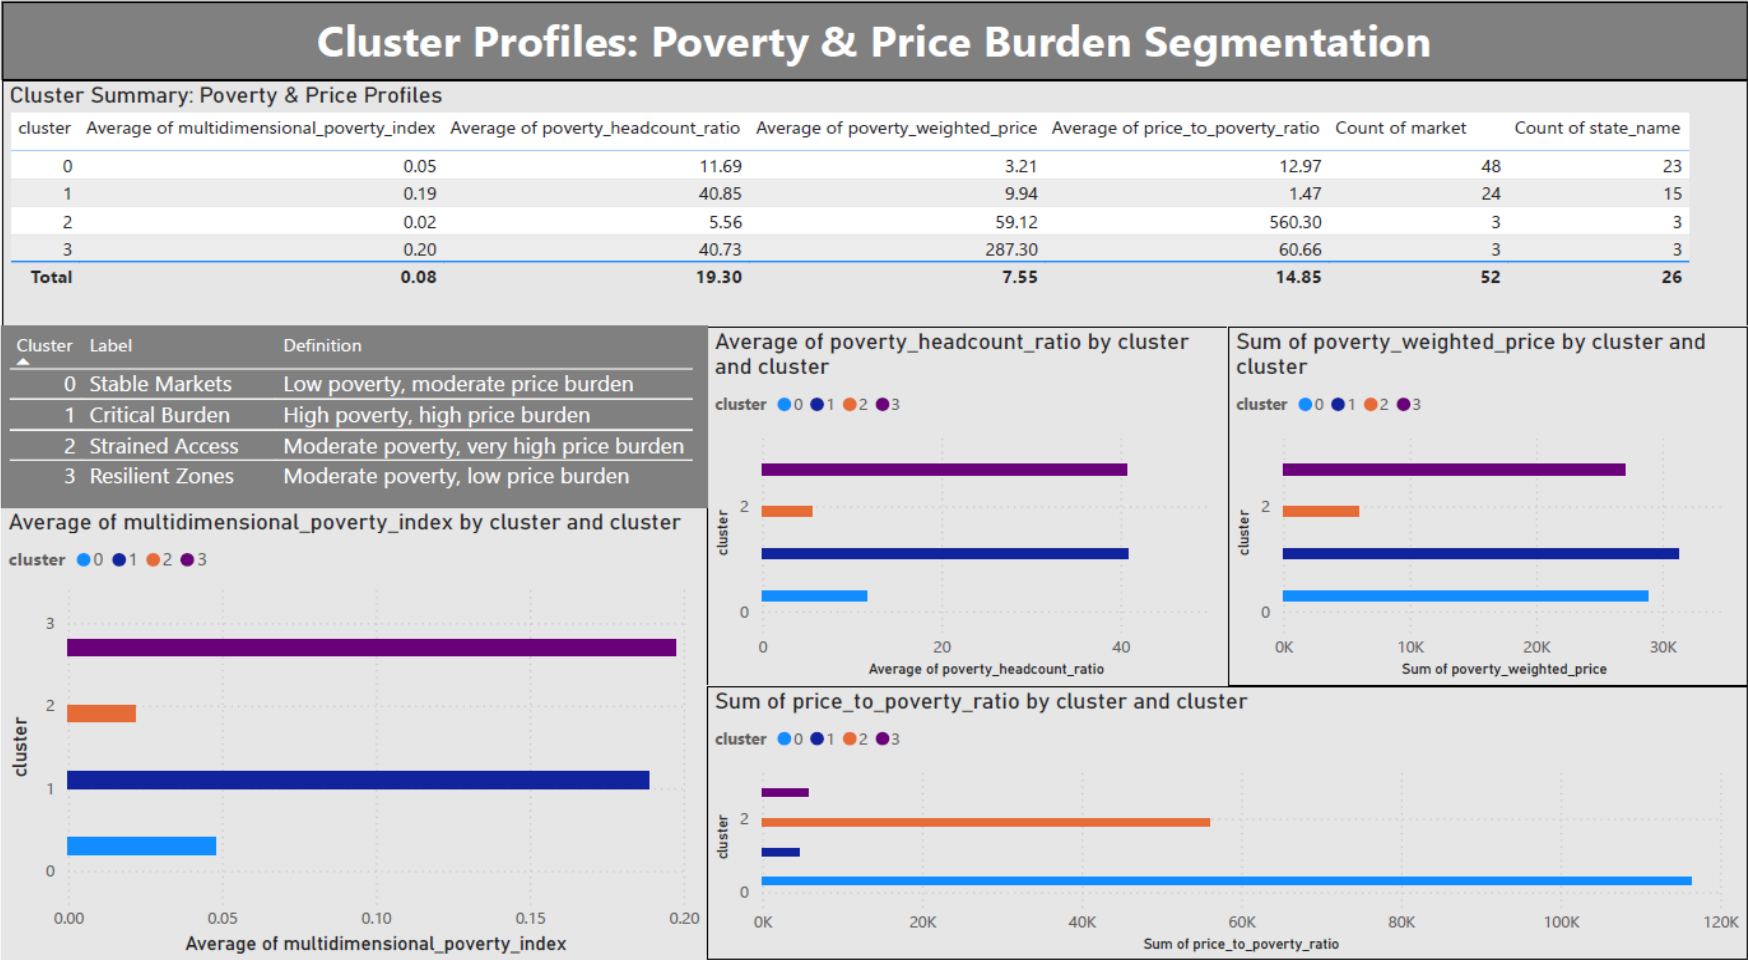 Cluster Profiles: Poverty & Price Burden Segmentation
Cluster Summary: Poverty & Price Profiles
cluster Average of multidimensional_poverty_index Average of poverty_headcount_ratio Average of poverty_weighted_price Average of price_to_poverty_ratio Count of market Count of state_name
0 0.05 11.69 3.21 12.97 48 23
1 0.19 40.85 9.94 1.47 24 15
2 0.02 5.56 59.12 560.30 3 3
3 0.20 40.73 287.30 60.66 3 3
Total 0.08 19.30 7.55 14.85 52 26
Cluster Label Definition
0 Stable Markets Low poverty, moderate price burden
1 Critical Burden High poverty, high price burden
2 Strained Access Moderate poverty, very high price burden
3 Resilient Zones Moderate poverty, low price burden
Average of multidimensional_poverty_index by cluster and cluster
cluster 0 1 2 3
3
2
1
0
cluster
0.00 0.05 0.10 0.15 0.20
Average of multidimensional_poverty_index
Average of poverty_headcount_ratio by cluster
and cluster
cluster 0 1 2 3
2
0
cluster
0 20 40
Average of poverty_headcount_ratio
Sum of poverty_weighted_price by cluster and
cluster
cluster 0 1 2 3
2
0
cluster
0K 10K 20K 30K
Sum of poverty_weighted_price
Sum of price_to_poverty_ratio by cluster and cluster
cluster 0 1 2 3
2
0
cluster
0K 20K 40K 60K 80K 100K 120K
Sum of price_to_poverty_ratio